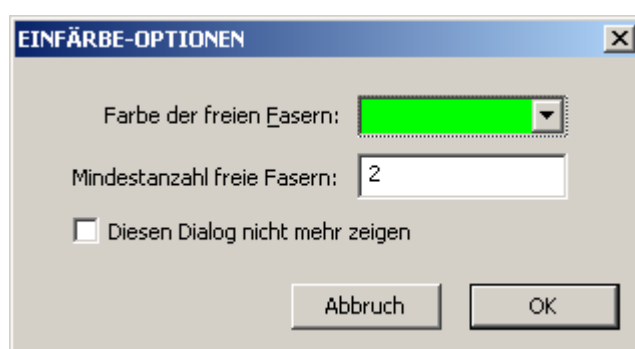 EINFÄRBE-OPTIONEN
Farbe der freien Fasern:
Mindestanzahl freie Fasern: 2
Diesen Dialog nicht mehr zeigen
Abbruch OK